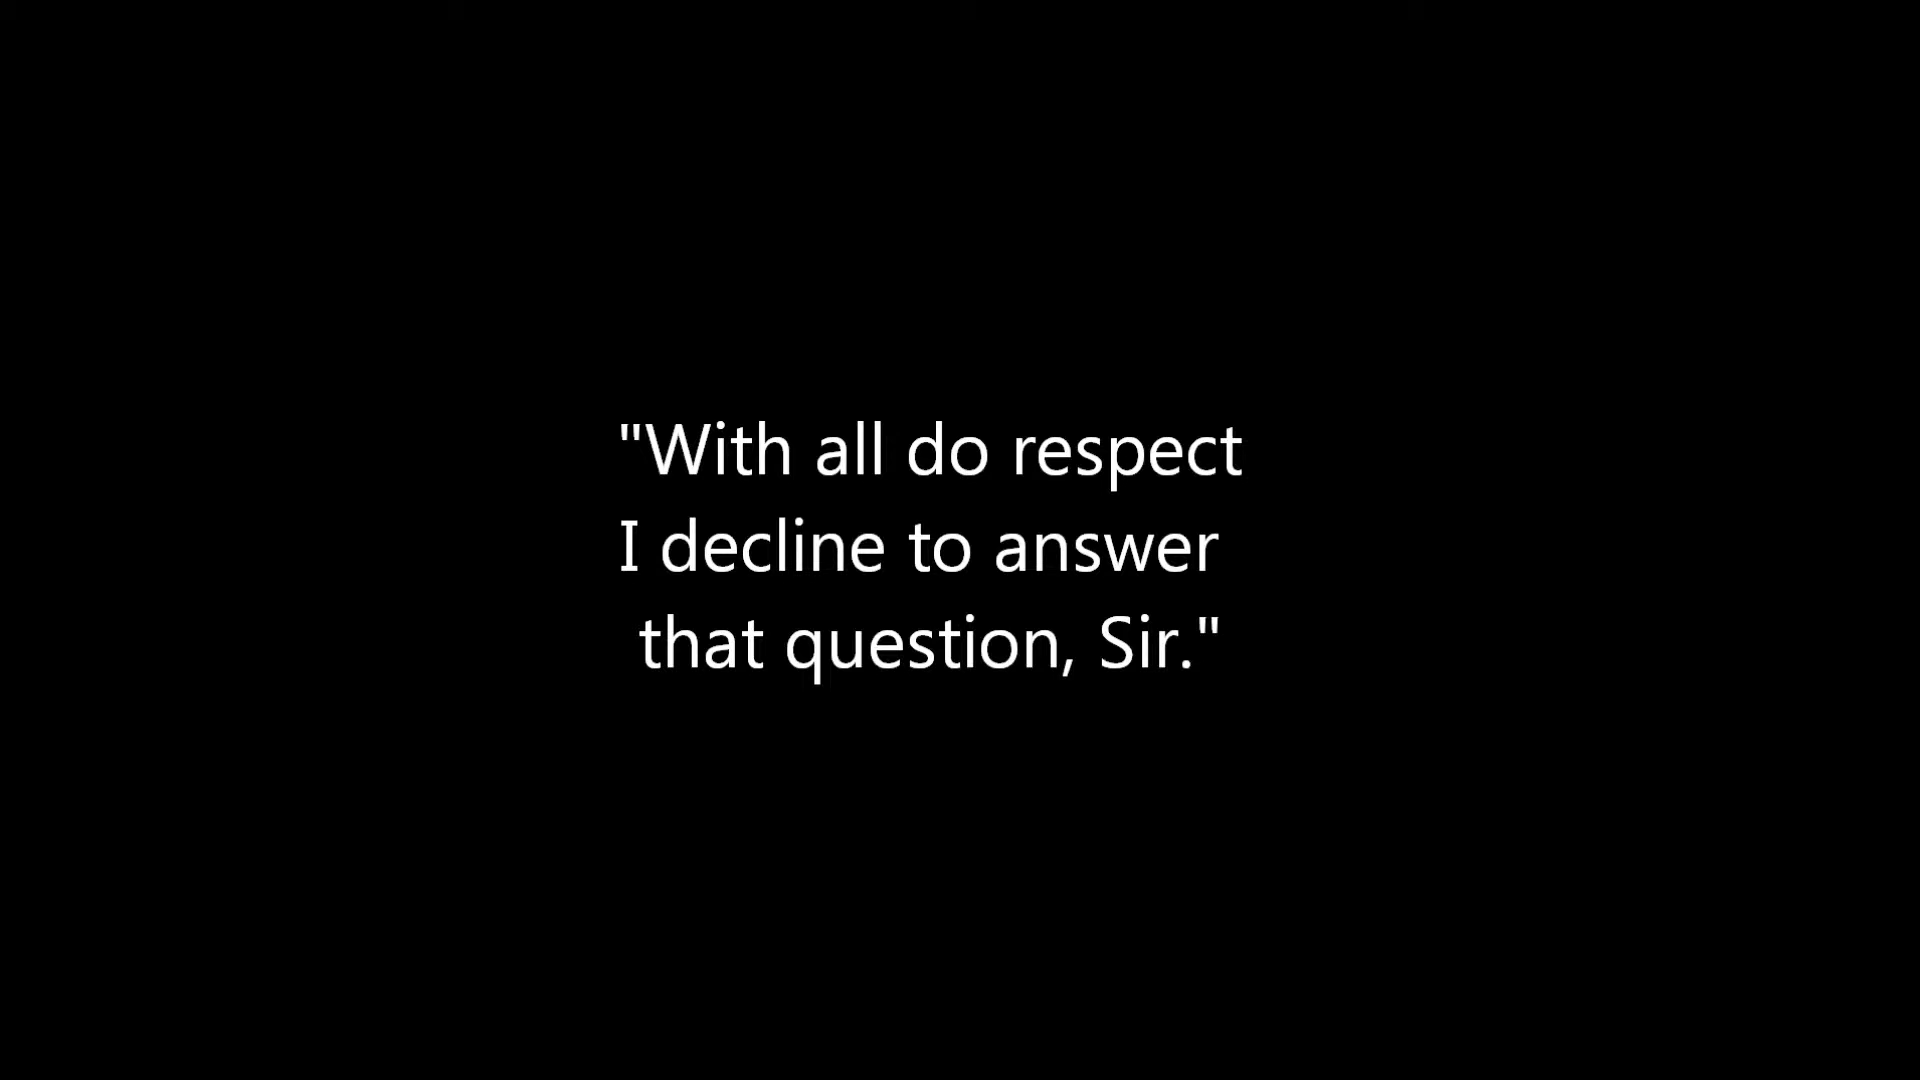 "With all do respect
I decline to answer
that question, Sir."